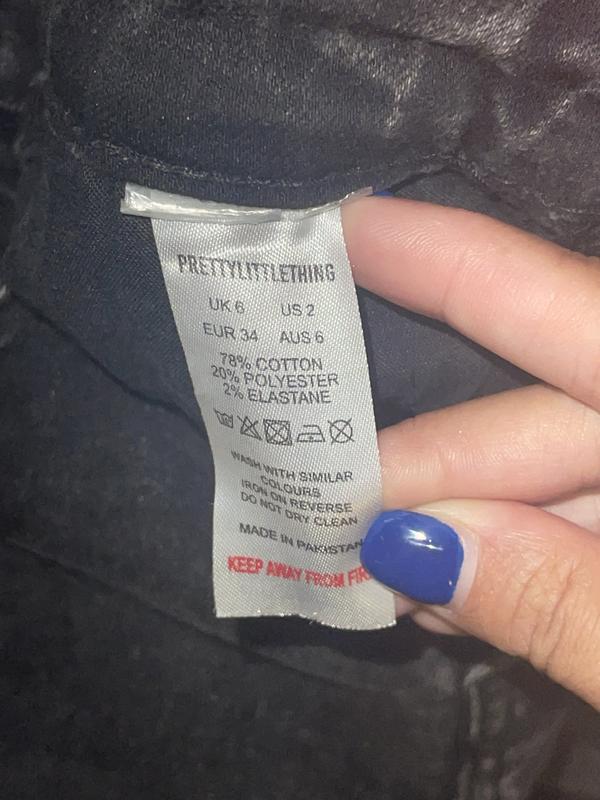 PRETTYLITTLETHING
UK 6 US 2
EUR 34 AUS 6
78% COTTON
20% POLYESTER
2% ELASTANE
WASH WITH SIMILAR
COLOURS
IRON ON REVERSE
DO NOT DRY CLEAN
MADE IN PAKISTAN
KEEP AWAY FROM FIR